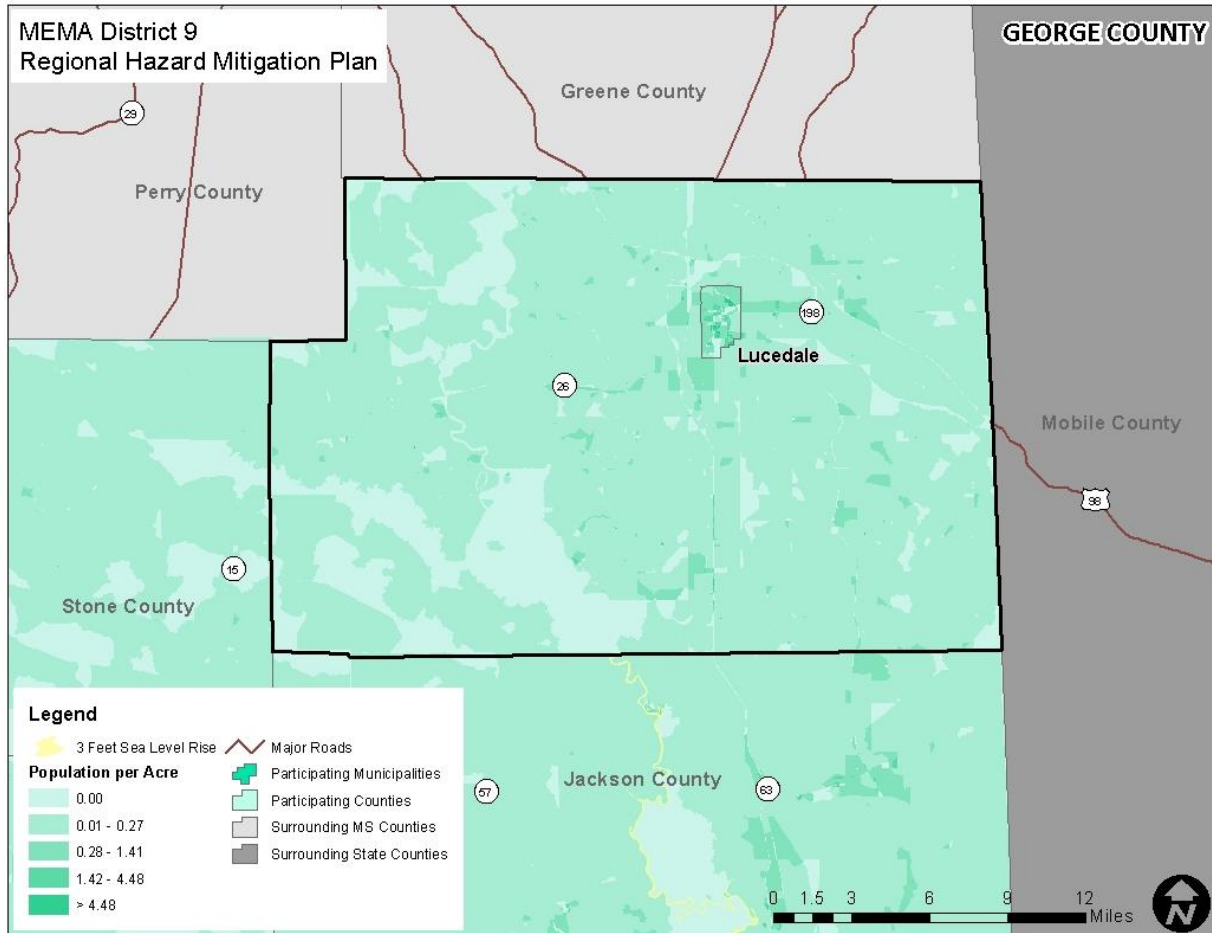 MEMA District 9
Regional Hazard Mitigation Plan
GEORGE COUNTY
Greene County
29
Perry County
198
Lucedale
26
Mobile County
98
15
Stone County
Legend
3 Feet Sea Level Rise
Major Roads
Population per Acre
Participating Municipalities
0.00
Participating Counties
0.01 - 0.27
Surrounding MS Counties
0.28 - 1.41
Surrounding State Counties
1.42 - 4.48
> 4.48
Jackson County
57
63
0 1.5 3 6 9 12
Miles
N